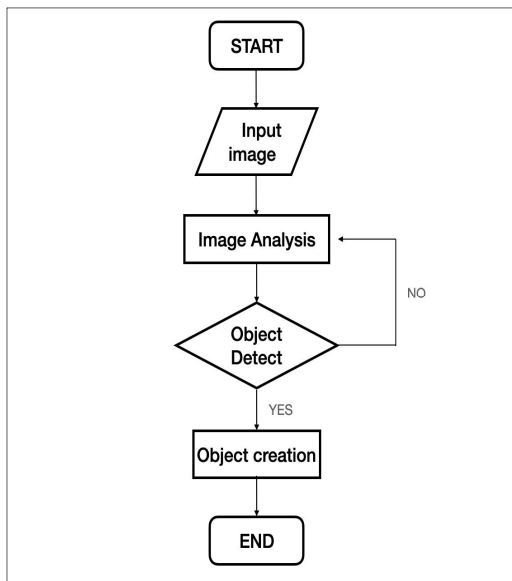 START
Input
image
Image Analysis
NO
Object
Detect
YES
Object creation
END